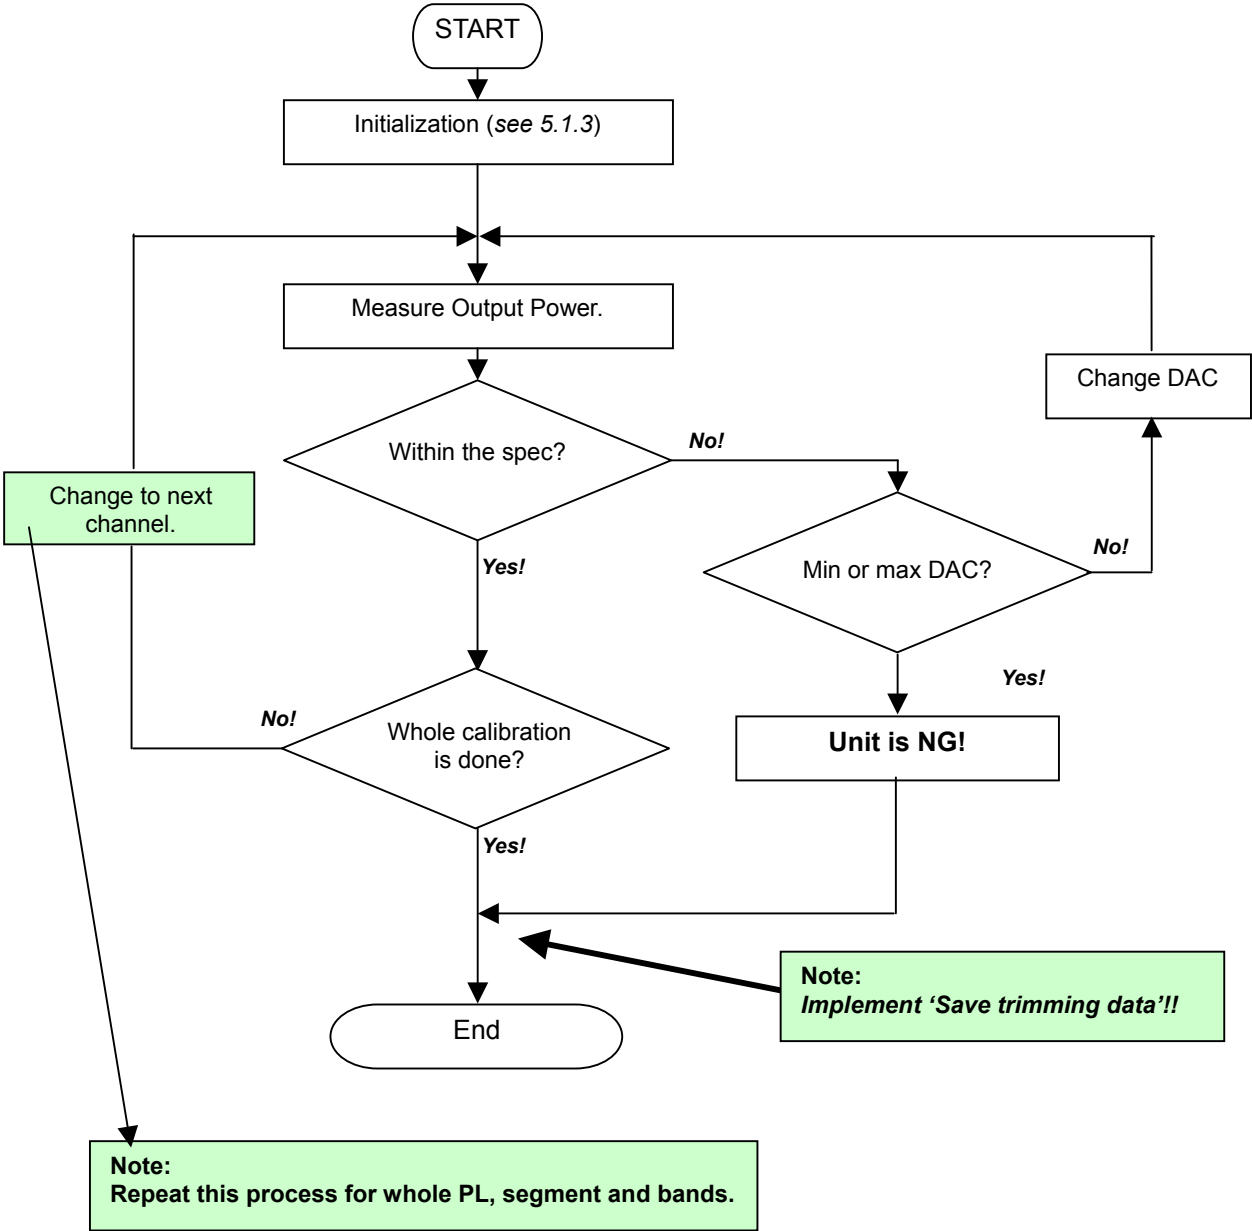 START
Initialization (see 5.1.3)
Measure Output Power.
Change DAC
Within the spec?
No!
Change to next
channel.
Yes!
Min or max DAC?
No!
Yes!
No!
Whole calibration
is done?
Unit is NG!
Yes!
Note:
Implement ‘Save trimming data’!!
End
Note:
Repeat this process for whole PL, segment and bands.